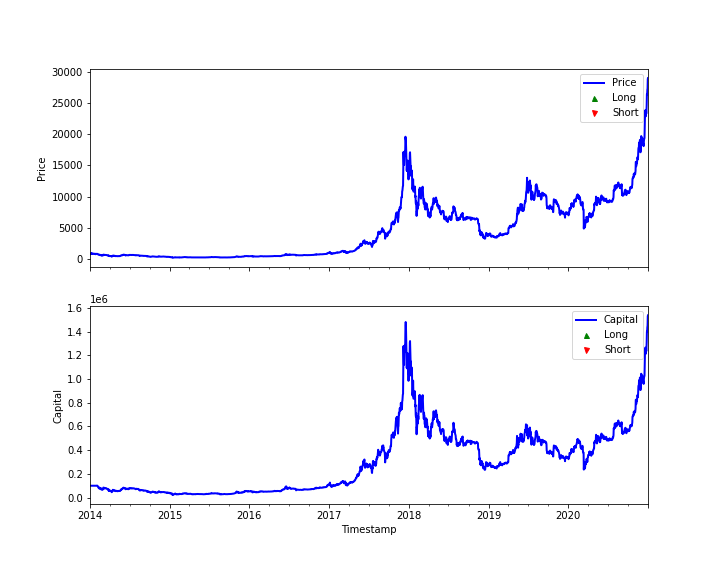 30000
25000
20000
15000
10000
5000
0
Price
Price
Long
Short
1e6
1.6
1.4
1.2
1.0
0.8
0.6
0.4
0.2
0.0
Capital
Capital
Long
Short
2014 2015 2016 2017 2018 2019 2020
Timestamp